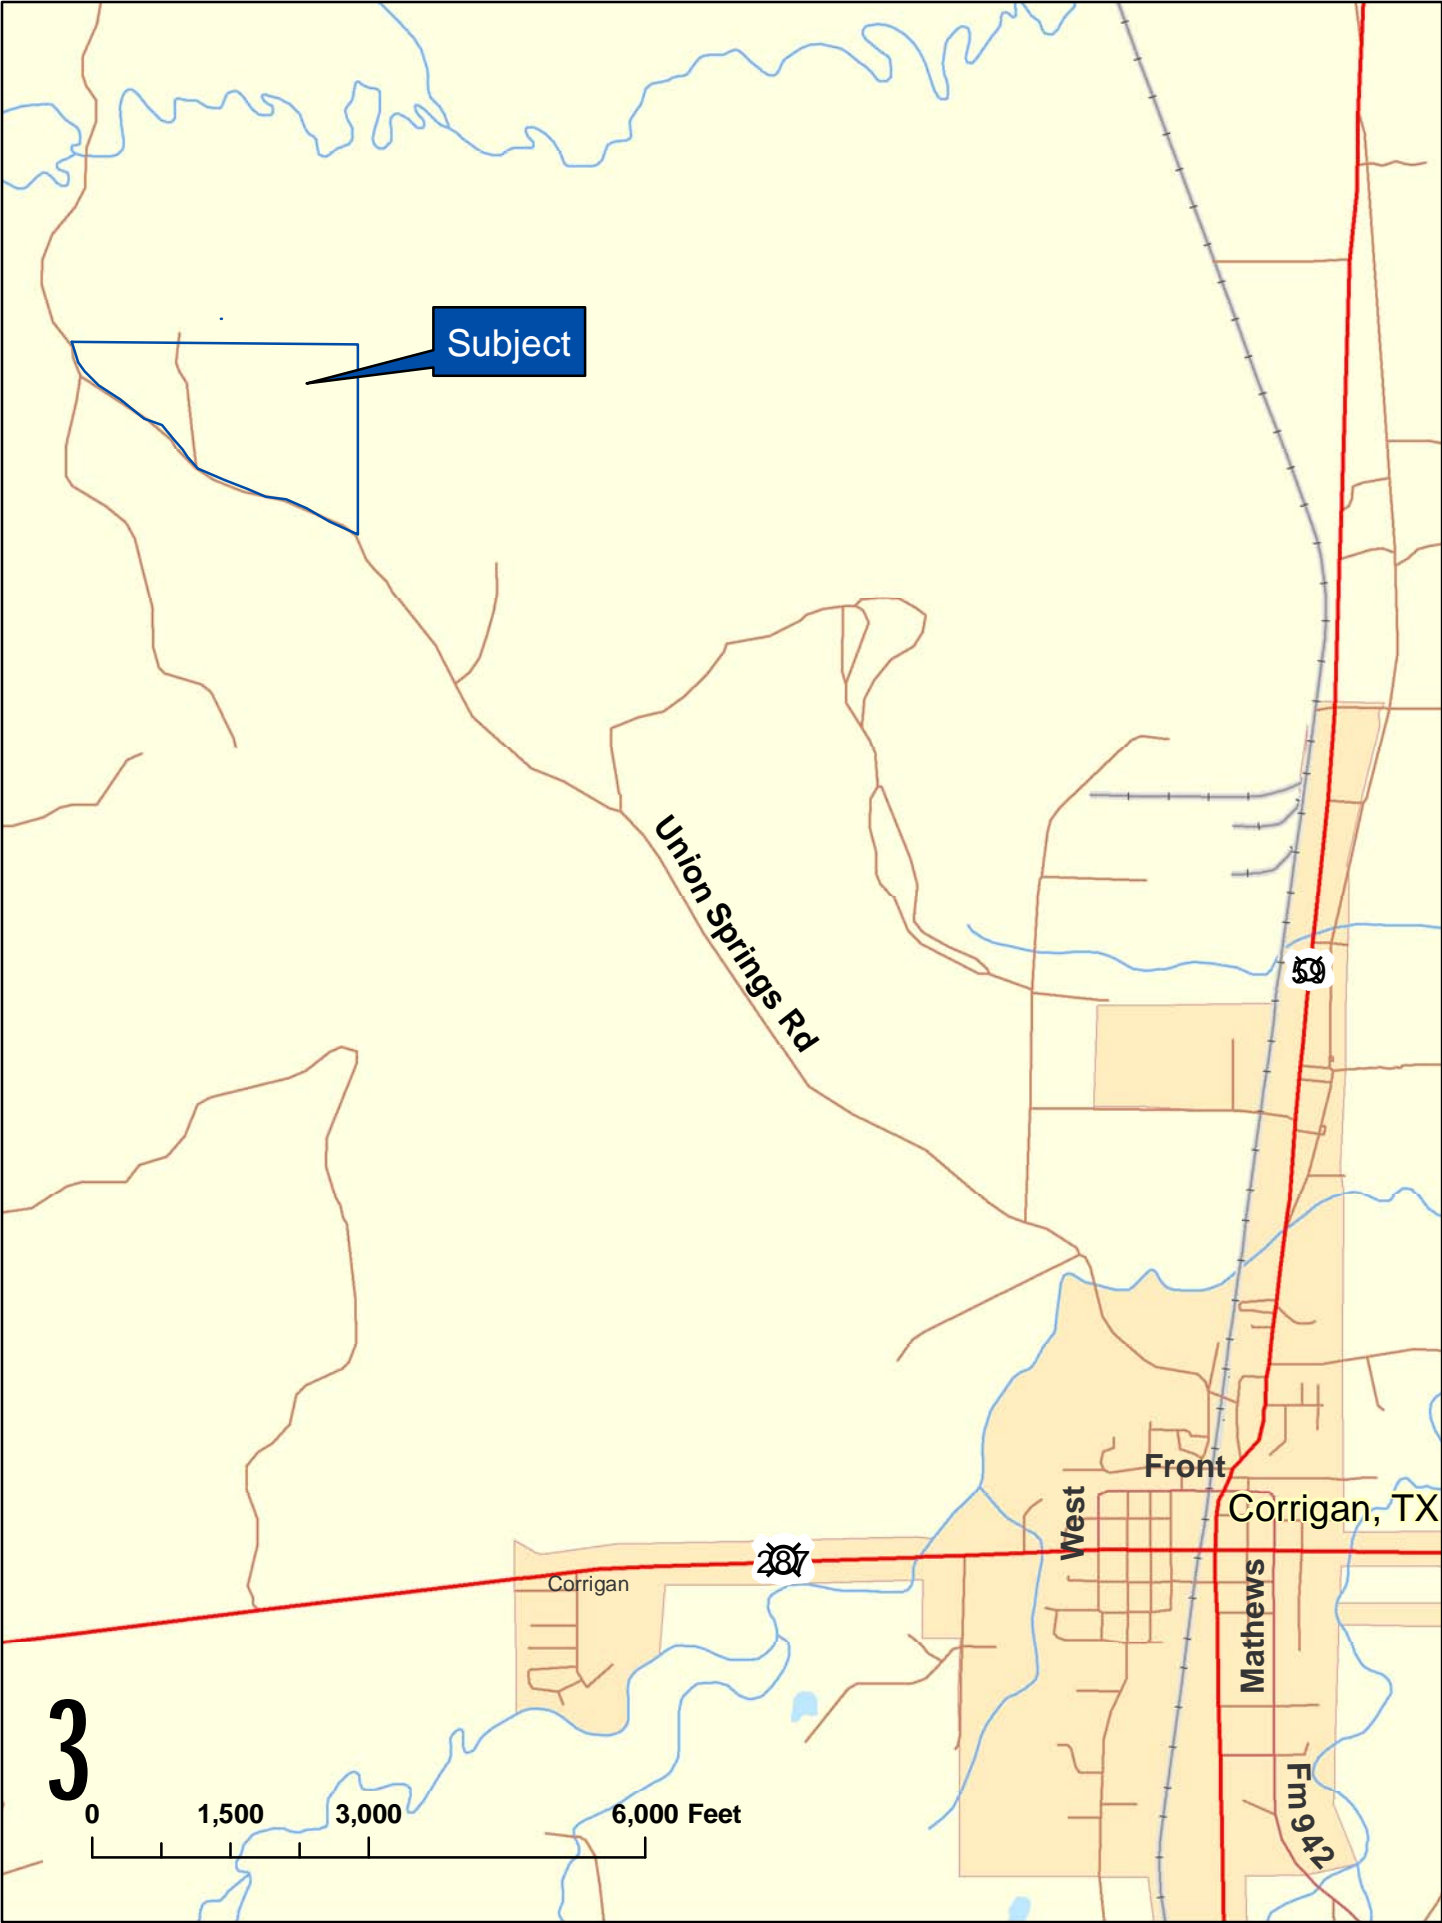 Subject
Union Springs Rd
59
Front
Corrigan, TX
West
287
Corrigan
Mathews
Fm 942
3
0 1,500 3,000 6,000 Feet